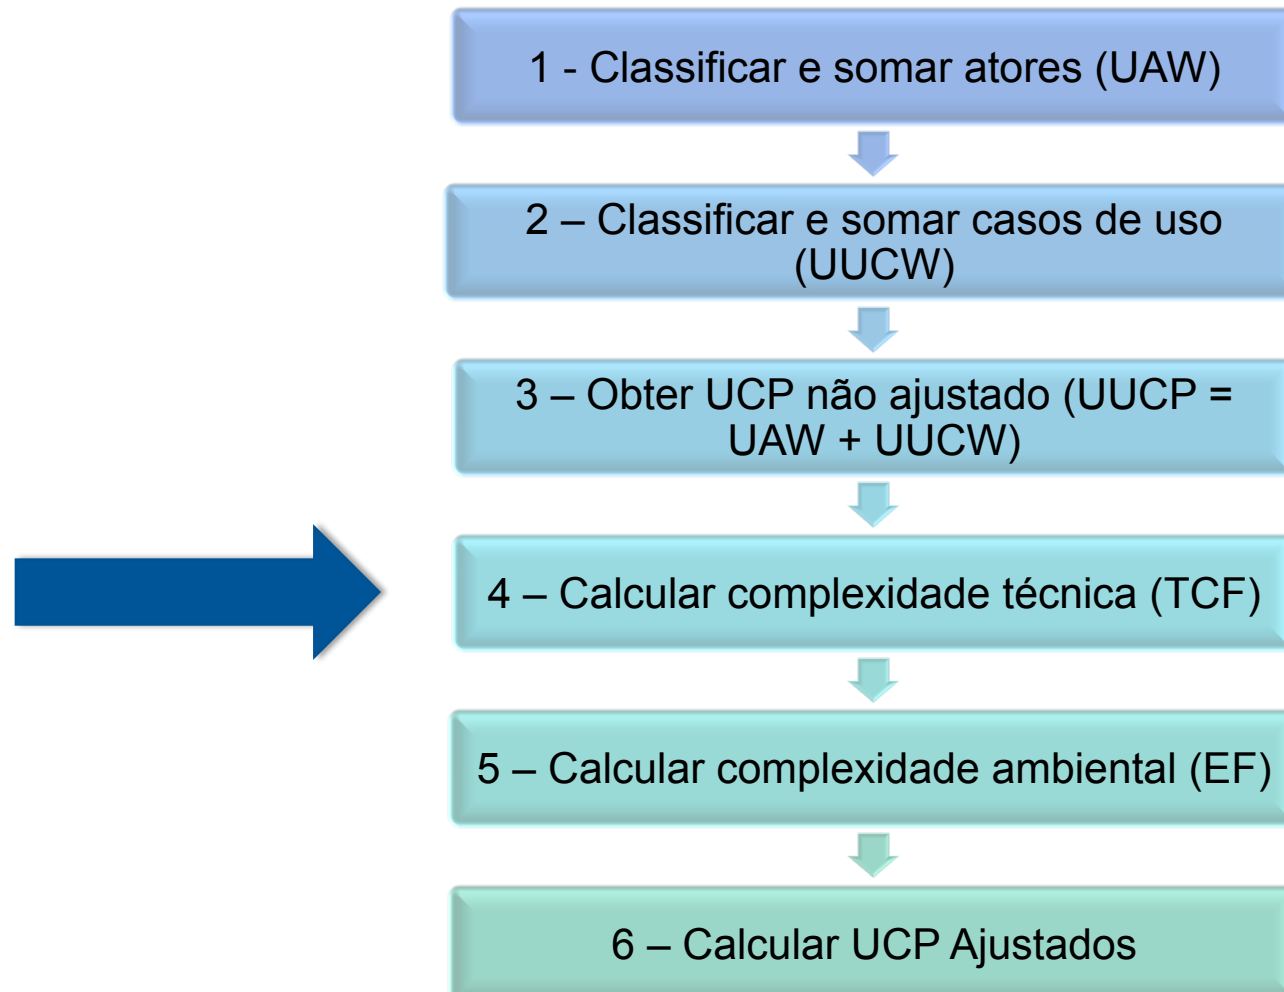 1 - Classificar e somar atores (UAW)
2 – Classificar e somar casos de uso
(UUCW)
3 – Obter UCP não ajustado (UUCP =
UAW + UUCW)
4 – Calcular complexidade técnica (TCF)
5 – Calcular complexidade ambiental (EF)
6 – Calcular UCP Ajustados